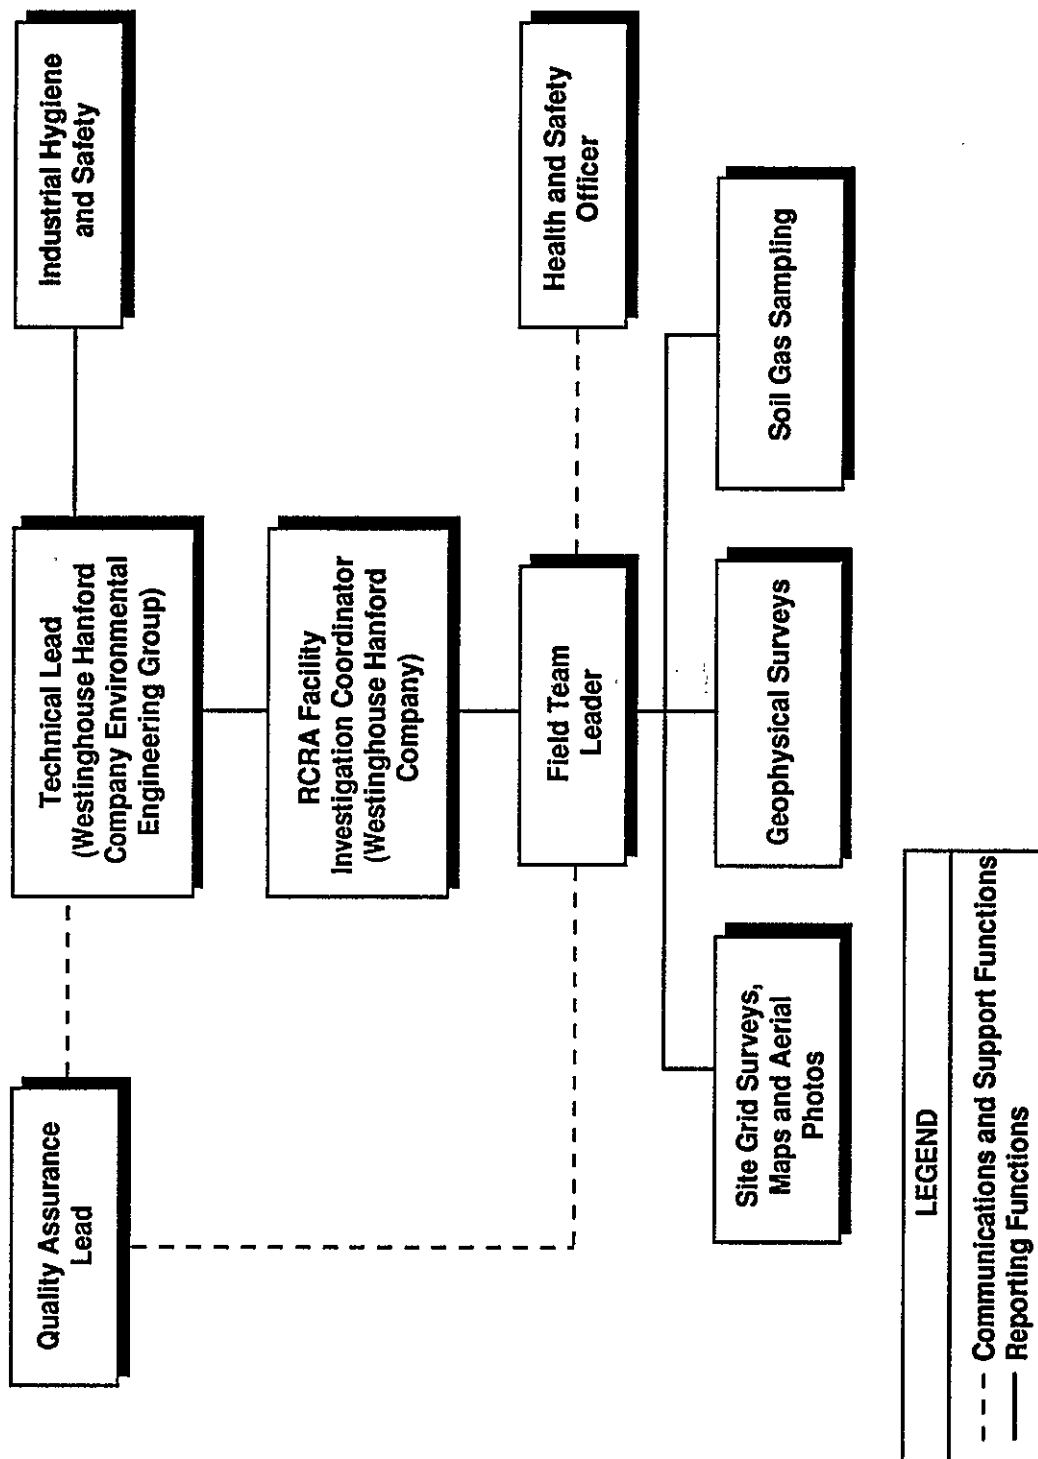 Quality Assurance
Lead
Technical Lead
(Westinghouse Hanford
Company Environmental
Engineering Group)
Industrial Hygiene
and Safety
RCRA Facility
Investigation Coordinator
(Westinghouse Hanford
Company)
Field Team
Leader
Health and Safety
Officer
Site Grid Surveys,
Maps and Aerial
Photos
Geophysical Surveys
Soil Gas Sampling
LEGEND
Communications and Support Functions
Reporting Functions